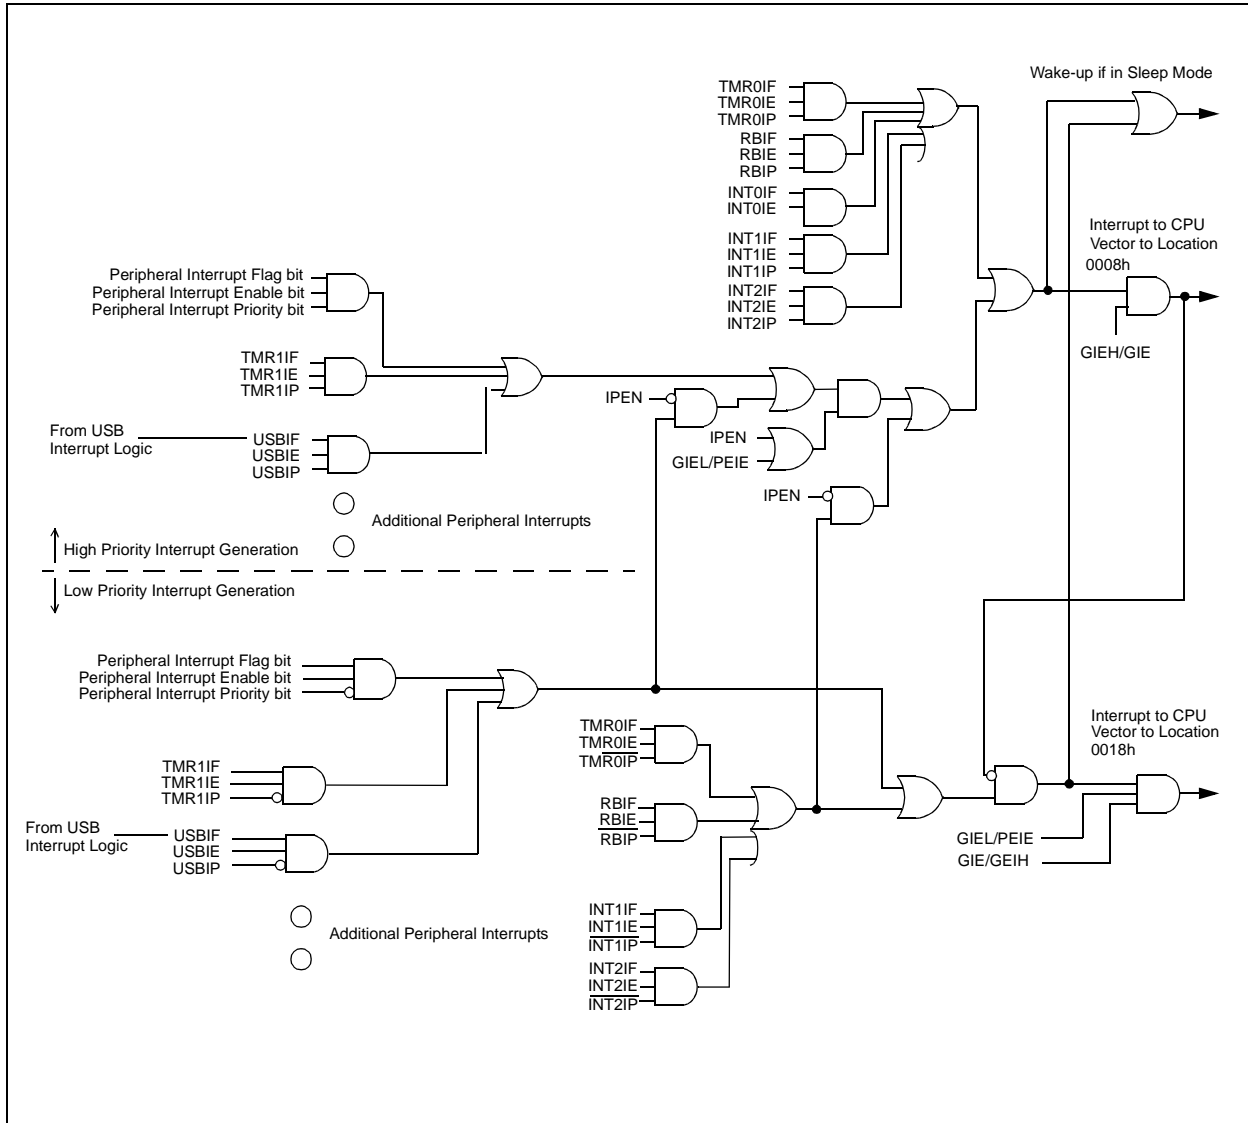 Wake-up if in Sleep Mode
TMR0IF
TMR0IE
TMR0IP
RBIF
RBIE
RBIP
INT0IF
INT0IE
INT1IF
INT1IE
INT1IP
INT2IF
INT2IE
INT2IP
Interrupt to CPU
Vector to Location
0008h
GIEH/GIE
Peripheral Interrupt Flag bit
Peripheral Interrupt Enable bit
Peripheral Interrupt Priority bit
TMR1IF
TMR1IE
TMR1IP
From USB
Interrupt Logic
USBIF
USBIE
USBIP
IPEN
IPEN
GIEL/PEIE
IPEN
Additional Peripheral Interrupts
High Priority Interrupt Generation
Low Priority Interrupt Generation
Peripheral Interrupt Flag bit
Peripheral Interrupt Enable bit
Peripheral Interrupt Priority bit
TMR1IF
TMR1IE
TMR1IP
From USB
Interrupt Logic
USBIF
USBIE
USBIP
Additional Peripheral Interrupts
TMR0IF
TMR0IE
TMR0IP
RBIF
RBIE
RBIP
INT1IF
INT1IE
INT1IP
INT2IF
INT2IE
INT2IP
Interrupt to CPU
Vector to Location
0018h
GIEL/PEIE
GIE/GEIH